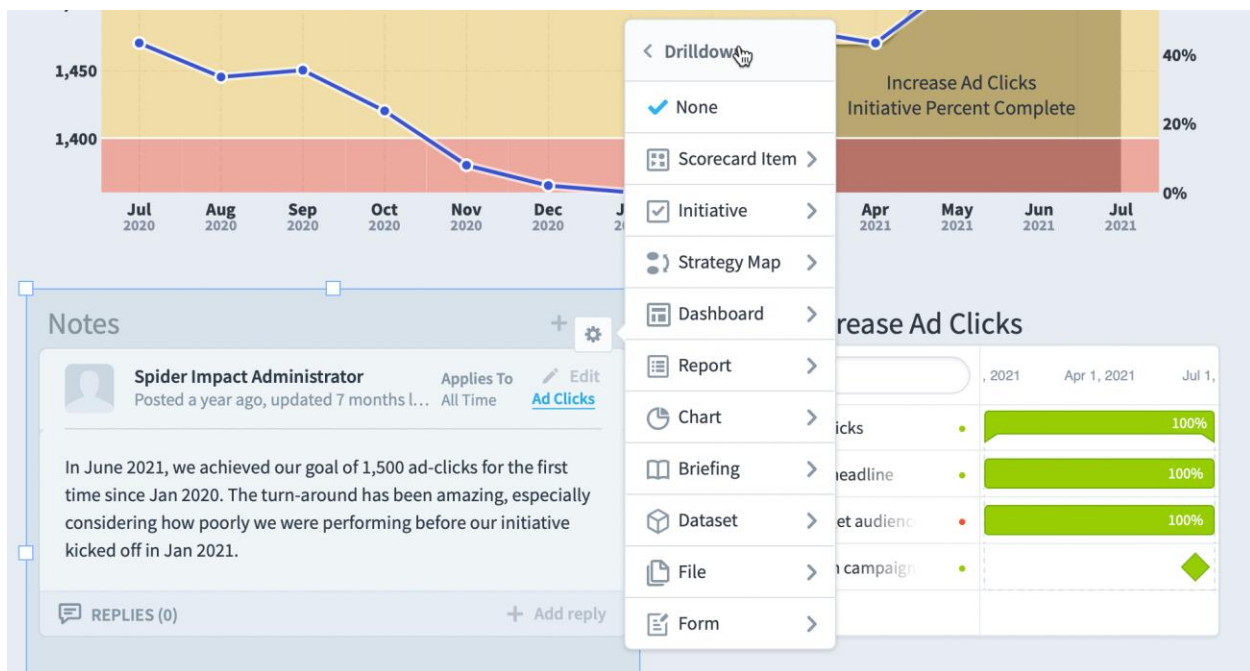 1,450
1,400
40%
20%
0%
Increase Ad Clicks
Initiative Percent Complete
Jul
2020
Aug
2020
Sep
2020
Oct
2020
Nov
2020
Dec
2020
Apr
2021
May
2021
Jun
2021
Jul
2021
Drilldown
None
Scorecard Item
Initiative
Strategy Map
Dashboard
Report
Chart
Briefing
Dataset
File
Form
Notes
Spider Impact Administrator
Posted a year ago, updated 7 months l...
Applies To
All Time
Edit
Ad Clicks
In June 2021, we achieved our goal of 1,500 ad-clicks for the first
time since Jan 2020. The turn-around has been amazing, especially
considering how poorly we were performing before our initiative
kicked off in Jan 2021.
REPLIES (0)
Add reply
rease Ad Clicks
, 2021 Apr 1, 2021 Jul 1,
icks 100%
eadline 100%
et audienc 100%
campaign